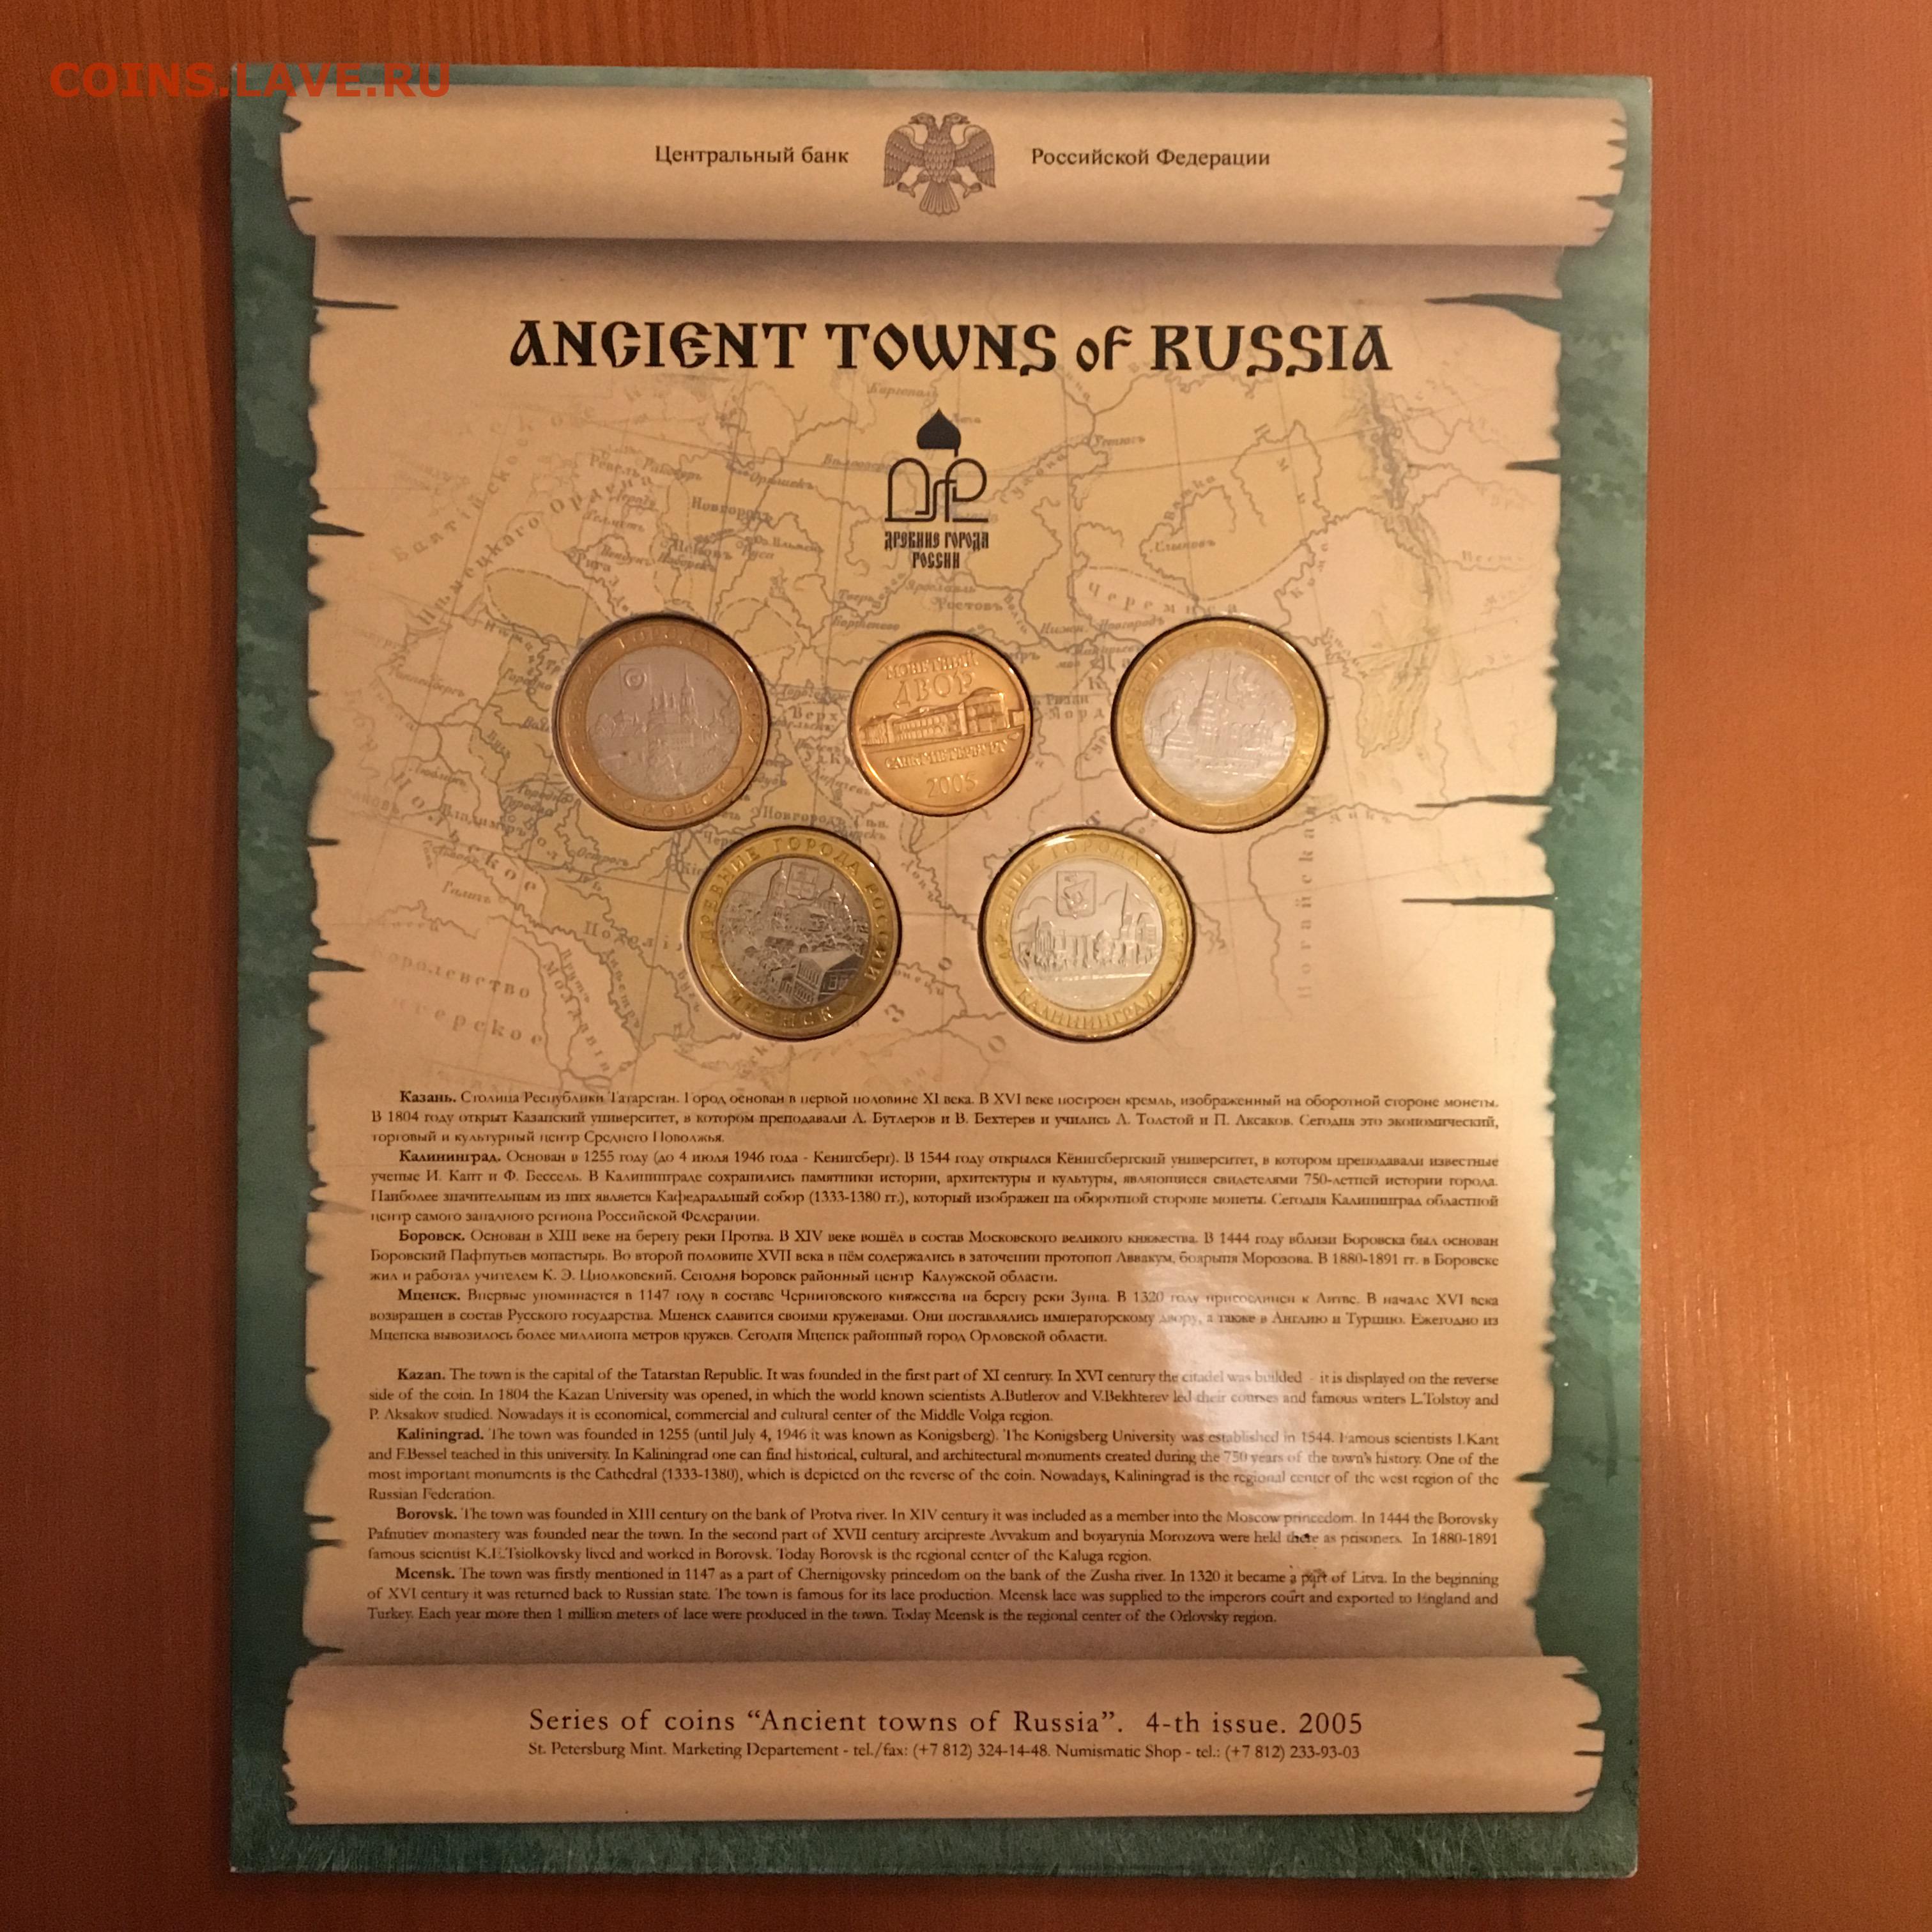 COINS.LAVE.RU
Центральный банк Российской Федерации
ANCIENT TOWNS of RUSSIA
ДРЕВНИЕ ГОРОДА
РОССИИ
МОНЕТНЫЙ
ДВОР
САНКТ-ПЕТЕРБУРГ
2005
ДРЕВНИЕ ГОРОДА РОССИИ
МЦЕНСК
ДРЕВНИЕ ГОРОДА РОССИИ
КАЛИНИНГРАД
Казань. Столица Республики Татарстан. Город основан в первой половине XI века. В XVI веке построен кремль, изображенный на оборотной стороне монеты.
В 1804 году открыт Казанский университет, в котором преподавали А. Бутлеров и В. Бехтерев и учились Л. Толстой и П. Аксаков. Сегодня это экономический,
торговый и культурный центр Среднего Поволжья.
Калининград. Основан в 1255 году (до 4 июля 1946 года - Кенигсберг). В 1544 году открылся Кёнигсбергский университет, в котором преподавали известные
ученые И. Кант и Ф. Бессель. В Калининграде сохранились памятники истории, архитектуры и культуры, являющиеся свидетелями 750-летней истории города.
Наиболее значительным из них является Кафедральный собор (1333-1380 гг.), который изображен на оборотной стороне монеты. Сегодня Калининград областной
центр самого западного региона Российской Федерации.
Боровск. Основан в XIII веке на берегу реки Протва. В XIV веке вошёл в состав Московского великого княжества. В 1444 году вблизи Боровска был основан
Боровский Пафнутьев монастырь. Во второй половине XVII века в нём содержались в заточении протопоп Аввакум, боярыня Морозова. В 1880-1891 гг. в Боровске
жил и работал учителем К. Э. Циолковский. Сегодня Боровск районный центр Калужской области.
Мценск. Впервые упоминается в 1147 году в составе Черниговского княжества на берегу реки Зуша. В 1320 году присоединен к Литве. В начале XVI века
возвращен в состав Русского государства. Мценск славится своими кружевами. Они поставлялись императорскому двору, а также в Англию и Турцию. Ежегодно из
Мценска вывозилось более миллиона метров кружев. Сегодня Мценск районный город Орловской области.
Kazan. The town is the capital of the Tatarstan Republic. It was founded in the first part of XI century. In XVI century the citadel was builded - it is displayed on the reverse
side of the coin. In 1804 the Kazan University was opened, in which the world known scientists A.Butlerov and V.Bekhterev led their courses and famous writers L.Tolstoy and
P. Aksakov studied. Nowadays it is economical, commercial and cultural center of the Middle Volga region.
Kaliningrad. The town was founded in 1255 (until July 4, 1946 it was known as Konigsberg). The Konigsberg University was established in 1544. Famous scientists I.Kant
and F.Bessel teached in this university. In Kaliningrad one can find historical, cultural, and architectural monuments created during the 750 years of the town's history. One of the
most important monuments is the Cathedral (1333-1380), which is depicted on the reverse of the coin. Nowadays, Kaliningrad is the regional center of the west region of the
Russian Federation.
Borovsk. The town was founded in XIII century on the bank of Protva river. In XIV century it was included as a member into the Moscow princedom. In 1444 the Borovsky
Pafnutiev monastery was founded near the town. In the second part of XVII century arcipreste Avvakum and boyarynia Morozova were held there as prisoners. In 1880-1891
famous scientist K.E.Tsiolkovsky lived and worked in Borovsk. Today Borovsk is the regional center of the Kaluga region.
Mcensk. The town was firstly mentioned in 1147 as a part of Chernigovsky princedom on the bank of the Zusha river. In 1320 it became a part of Litva. In the beginning
of XVI century it was returned back to Russian state. The town is famous for its lace production. Mcensk lace was supplied to the imperors court and exported to England and
Turkey. Each year more then 1 million meters of lace were produced in the town. Today Mcensk is the regional center of the Orlovsky region.
Series of coins “Ancient towns of Russia”. 4-th issue. 2005
St. Petersburg Mint. Marketing Departement - tel./fax: (+7 812) 324-14-48. Numismatic Shop - tel.: (+7 812) 233-93-03